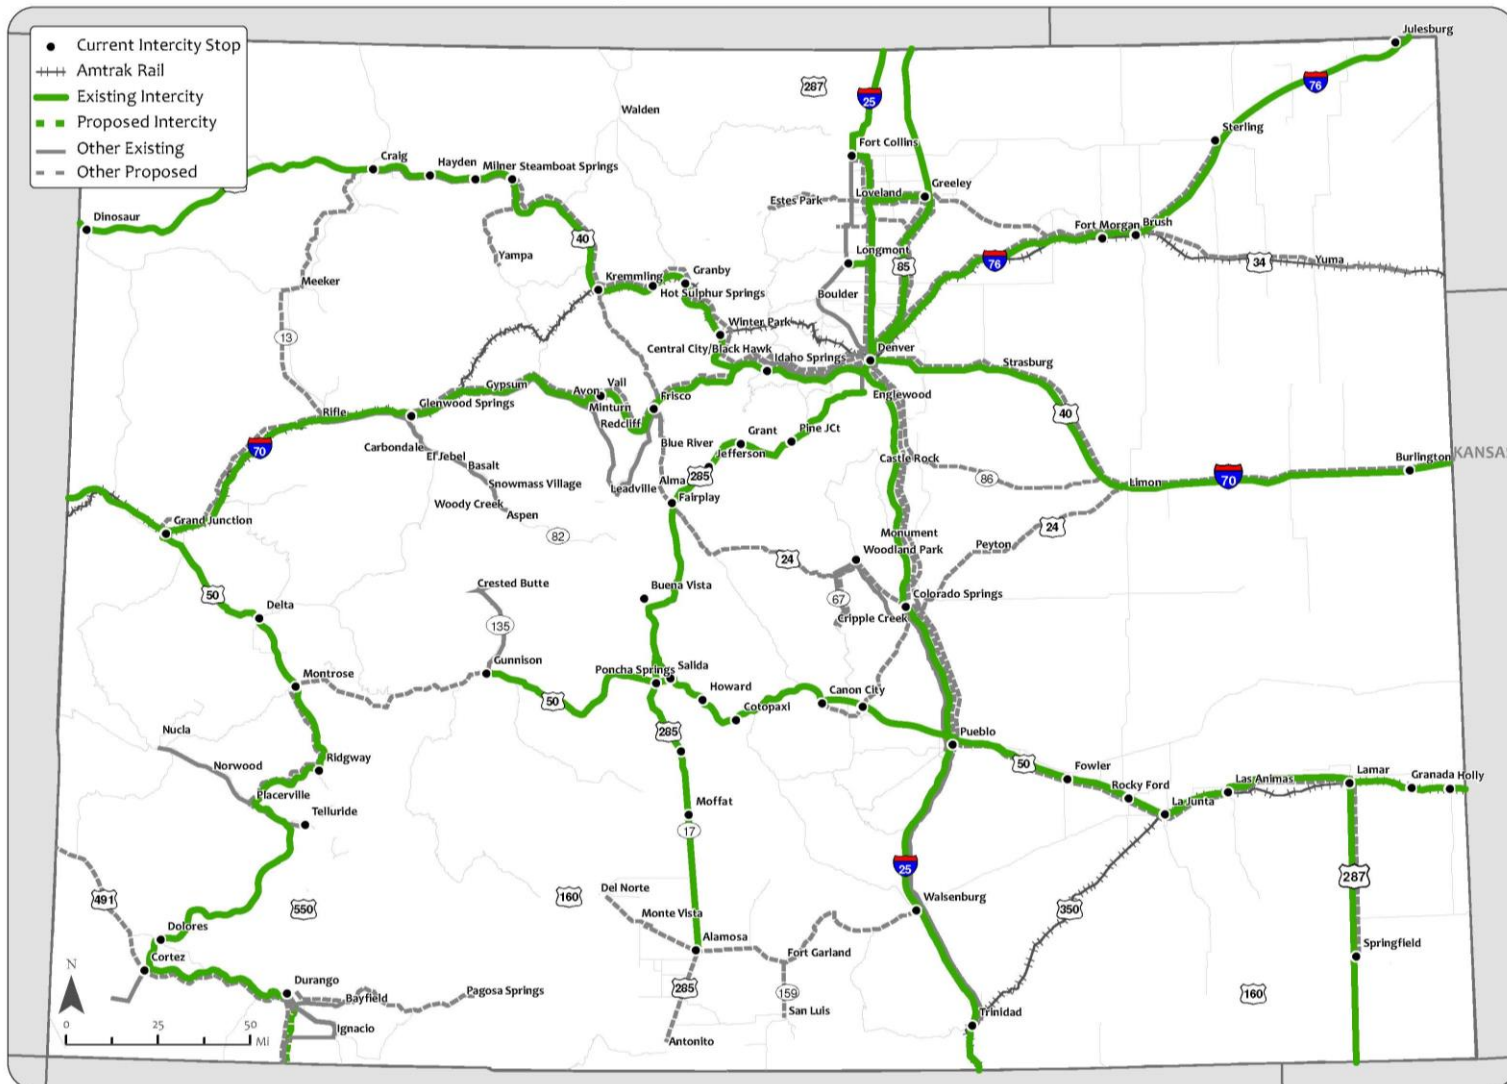 Current Intercity Stop
Amtrak Rail
Existing Intercity
Proposed Intercity
Other Existing
Other Proposed
Julesburg
76
287
25
Walden
Sterling
Fort Collins
Craig
Hayden
Milner Steamboat Springs
Greeley
Loveland
Estes Park
Dinosaur
Fort Morgan
Brush
40
Longmont
85
76
34
Yuma
Yampa
Meeker
Kremmling
Granby
Hot Sulphur Springs
Boulder
13
Winter Park
Central City/Black Hawk
Idaho Springs
Denver
Strasburg
Gypsum
Avon
Vail
Minturn
Redcliff
Frisco
Englewood
40
Glenwood Springs
Rifle
70
Carbondale
El Jebel
Basalt
Snowmass Village
Woody Creek
Aspen
82
Leadville
Blue River
Grant
Pine JCt
Jefferson
Alma
285
Fairplay
Castle Rock
86
Limon
70
Burlington
KANSAS
Grand Junction
24
Monument
Woodland Park
Peyton
24
50
Delta
Crested Butte
135
Buena Vista
67
Cripple Creek
Colorado Springs
Montrose
Gunnison
Poncha Springs
Salida
50
Howard
Cotopaxi
Canon City
Nucla
Norwood
Ridgway
Placerville
Telluride
285
Pueblo
50
Fowler
Rocky Ford
La Junta
Las Animas
Lamar
Granada
Holly
Moffat
17
25
287
491
550
160
Del Norte
Monte Vista
Walsenburg
350
Dolores
Cortez
Alamosa
Fort Garland
Springfield
N
Durango
Bayfield
Pagosa Springs
285
159
San Luis
160
Ignacio
Antonito
Trinidad
0
25
50
Mi